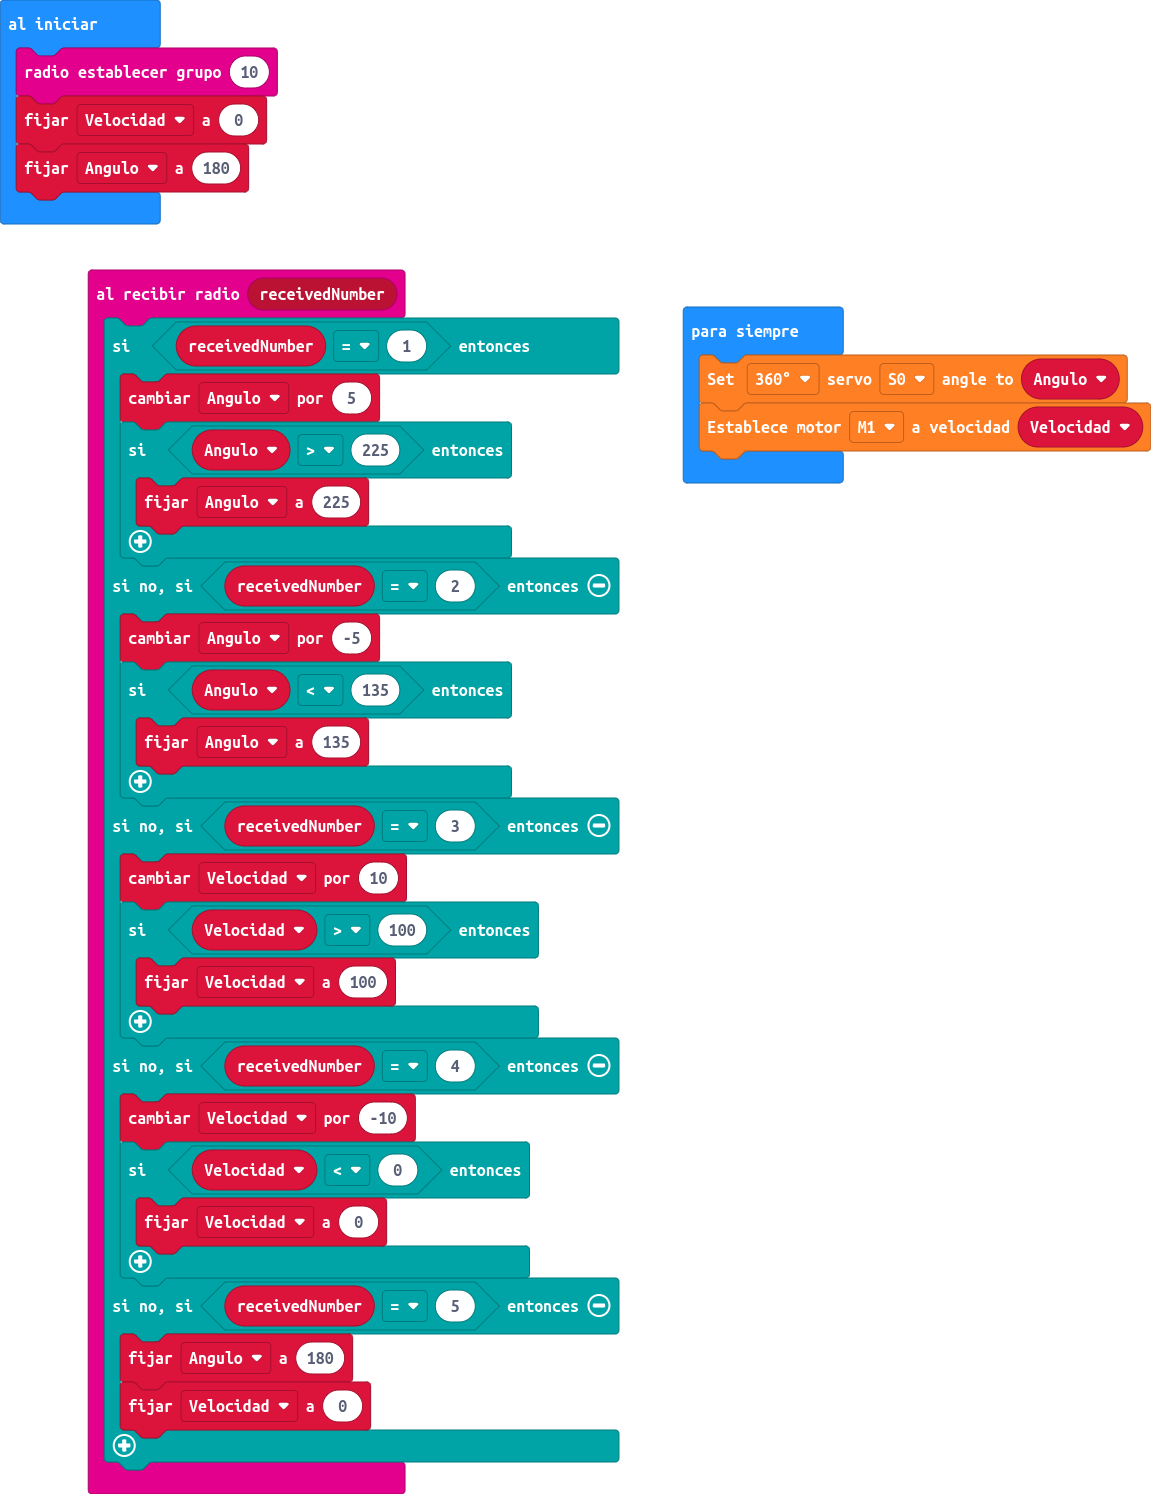 al iniciar
radio establecer grupo 10
fijar Velocidad a 0
fijar Angulo a 180
al recibir radio receivedNumber
si receivedNumber = 1 entonces
cambiar Angulo por 5
si Angulo > 225 entonces
fijar Angulo a 225
si no, si receivedNumber = 2 entonces
cambiar Angulo por -5
si Angulo < 135 entonces
fijar Angulo a 135
si no, si receivedNumber = 3 entonces
cambiar Velocidad por 10
si Velocidad > 100 entonces
fijar Velocidad a 100
si no, si receivedNumber = 4 entonces
cambiar Velocidad por -10
si Velocidad < 0 entonces
fijar Velocidad a 0
si no, si receivedNumber = 5 entonces
fijar Angulo a 180
fijar Velocidad a 0
para siempre
Set 360° servo S0 angle to Angulo
Establece motor M1 a velocidad Velocidad